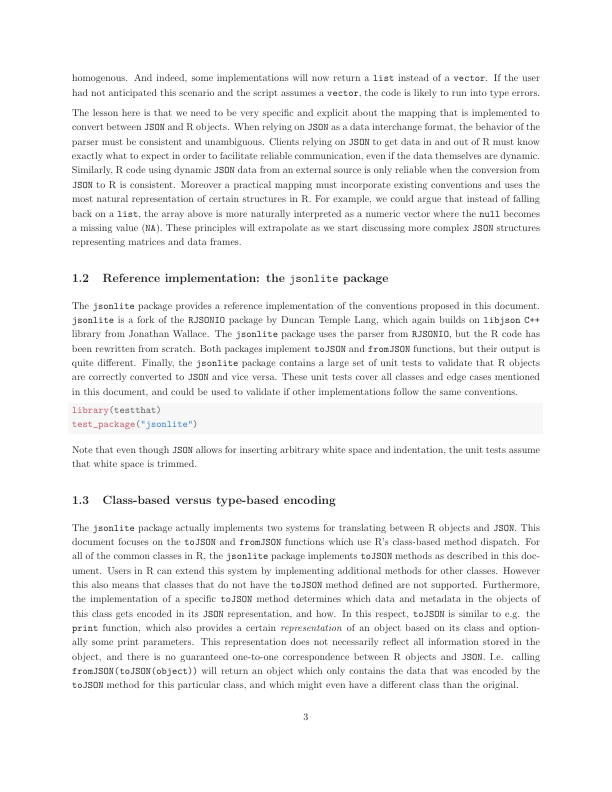 homogenous. And indeed, some implementations will now return a list instead of a vector. If the user
had not anticipated this scenario and the script assumes a vector, the code is likely to run into type errors.
The lesson here is that we need to be very specific and explicit about the mapping that is implemented to
convert between JSON and R objects. When relying on JSON as a data interchange format, the behavior of the
parser must be consistent and unambiguous. Clients relying on JSON to get data in and out of R must know
exactly what to expect in order to facilitate reliable communication, even if the data themselves are dynamic.
Similarly, R code using dynamic JSON data from an external source is only reliable when the conversion from
JSON to R is consistent. Moreover a practical mapping must incorporate existing conventions and uses the
most natural representation of certain structures in R. For example, we could argue that instead of falling
back on a list, the array above is more naturally interpreted as a numeric vector where the null becomes
a missing value (NA). These principles will extrapolate as we start discussing more complex JSON structures
representing matrices and data frames.
1.2 Reference implementation: the jsonlite package
The jsonlite package provides a reference implementation of the conventions proposed in this document.
jsonlite is a fork of the RJSONIO package by Duncan Temple Lang, which again builds on libjson C++
library from Jonathan Wallace. The jsonlite package uses the parser from RJSONIO, but the R code has
been rewritten from scratch. Both packages implement toJSON and fromJSON functions, but their output is
quite different. Finally, the jsonlite package contains a large set of unit tests to validate that R objects
are correctly converted to JSON and vice versa. These unit tests cover all classes and edge cases mentioned
in this document, and could be used to validate if other implementations follow the same conventions.
library(testthat)
test_package("jsonlite")
Note that even though JSON allows for inserting arbitrary white space and indentation, the unit tests assume
that white space is trimmed.
1.3 Class-based versus type-based encoding
The jsonlite package actually implements two systems for translating between R objects and JSON. This
document focuses on the toJSON and fromJSON functions which use R's class-based method dispatch. For
all of the common classes in R, the jsonlite package implements toJSON methods as described in this doc-
ument. Users in R can extend this system by implementing additional methods for other classes. However
this also means that classes that do not have the toJSON method defined are not supported. Furthermore,
the implementation of a specific toJSON method determines which data and metadata in the objects of
this class gets encoded in its JSON representation, and how. In this respect, toJSON is similar to e.g. the
print function, which also provides a certain representation of an object based on its class and option-
ally some print parameters. This representation does not necessarily reflect all information stored in the
object, and there is no guaranteed one-to-one correspondence between R objects and JSON. I.e. calling
fromJSON(toJSON(object)) will return an object which only contains the data that was encoded by the
toJSON method for this particular class, and which might even have a different class than the original.
3